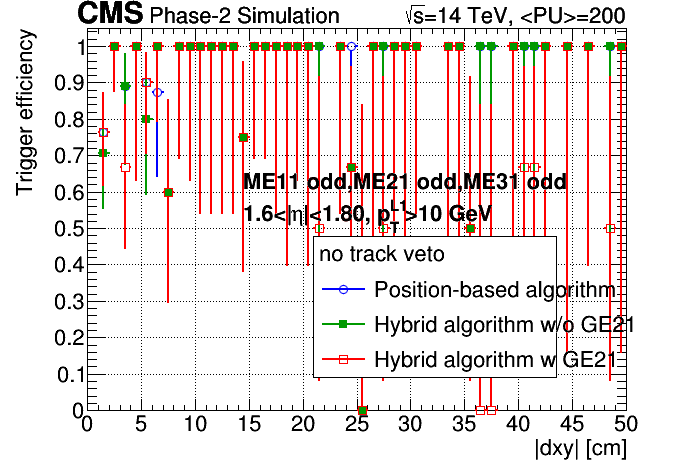 CMS Phase-2 Simulation √s=14 TeV, <PU>=200
Trigger efficiency
1
0.9
0.8
0.7
0.6
0.5
0.4
0.3
0.2
0.1
0
ME11 odd,ME21 odd,ME31 odd
1.6<|η|<1.80, p_T^L1>10 GeV
no track veto
Position-based algorithm
Hybrid algorithm w/o GE21
Hybrid algorithm w GE21
0 5 10 15 20 25 30 35 40 45 50
|dxy| [cm]